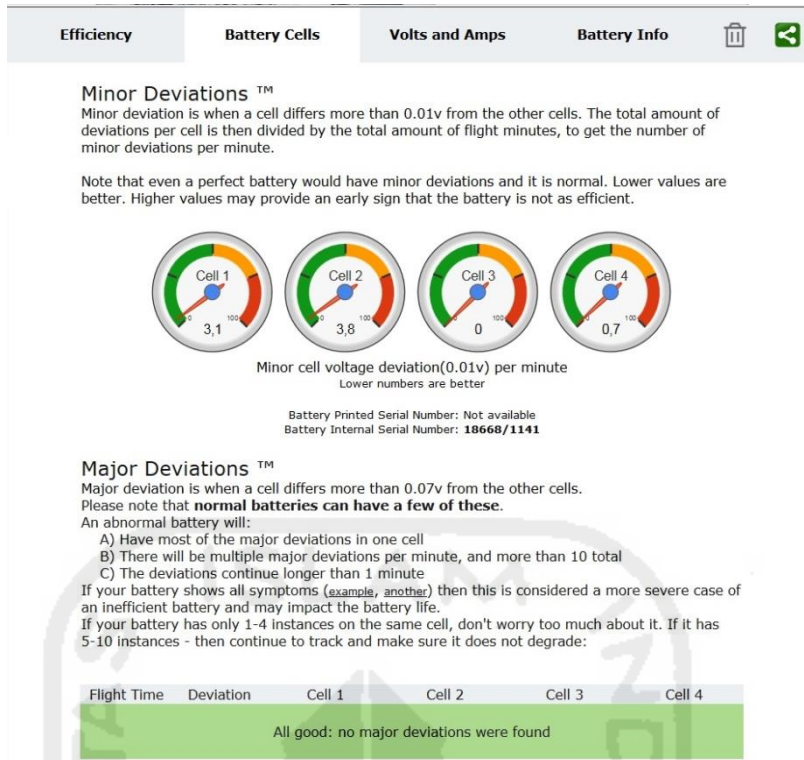 Efficiency Battery Cells Volts and Amps Battery Info
Minor Deviations ™
Minor deviation is when a cell differs more than 0.01v from the other cells. The total amount of
deviations per cell is then divided by the total amount of flight minutes, to get the number of
minor deviations per minute.
Note that even a perfect battery would have minor deviations and it is normal. Lower values are
better. Higher values may provide an early sign that the battery is not as efficient.
Cell 1 Cell 2 Cell 3 Cell 4
0 100 0 100 0 100 0 100
3,1 3,8 0 0,7
Minor cell voltage deviation(0.01v) per minute
Lower numbers are better
Battery Printed Serial Number: Not available
Battery Internal Serial Number: 18668/1141
Major Deviations ™
Major deviation is when a cell differs more than 0.07v from the other cells.
Please note that normal batteries can have a few of these.
An abnormal battery will:
A) Have most of the major deviations in one cell
B) There will be multiple major deviations per minute, and more than 10 total
C) The deviations continue longer than 1 minute
If your battery shows all symptoms (example, another) then this is considered a more severe case of
an inefficient battery and may impact the battery life.
If your battery has only 1-4 instances on the same cell, don't worry too much about it. If it has
5-10 instances - then continue to track and make sure it does not degrade:
Flight Time Deviation Cell 1 Cell 2 Cell 3 Cell 4
All good: no major deviations were found
ISLAM